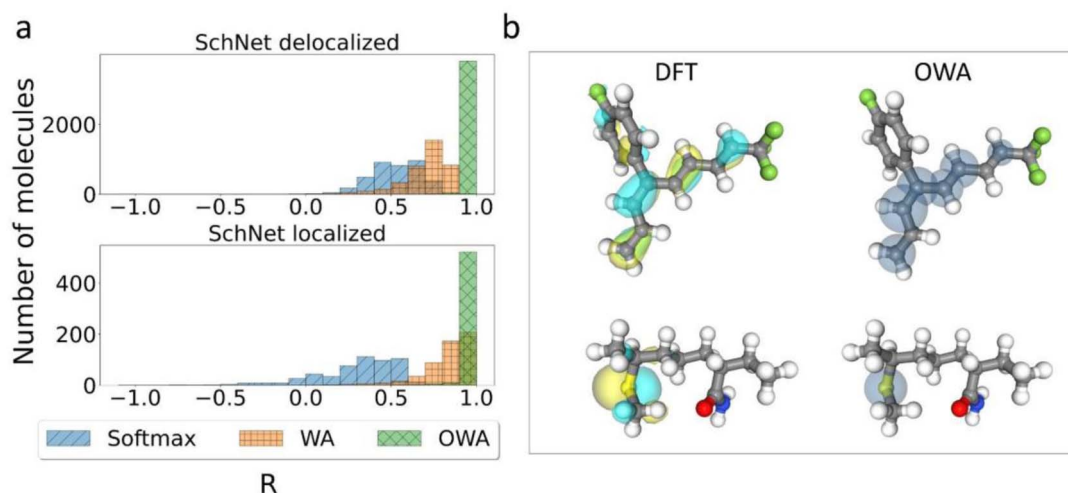 a
SchNet delocalized
Number of molecules
2000
0
−1.0 −0.5 0.0 0.5 1.0
SchNet localized
400
200
0
−1.0 −0.5 0.0 0.5 1.0
Softmax WA OWA
R
b
DFT OWA